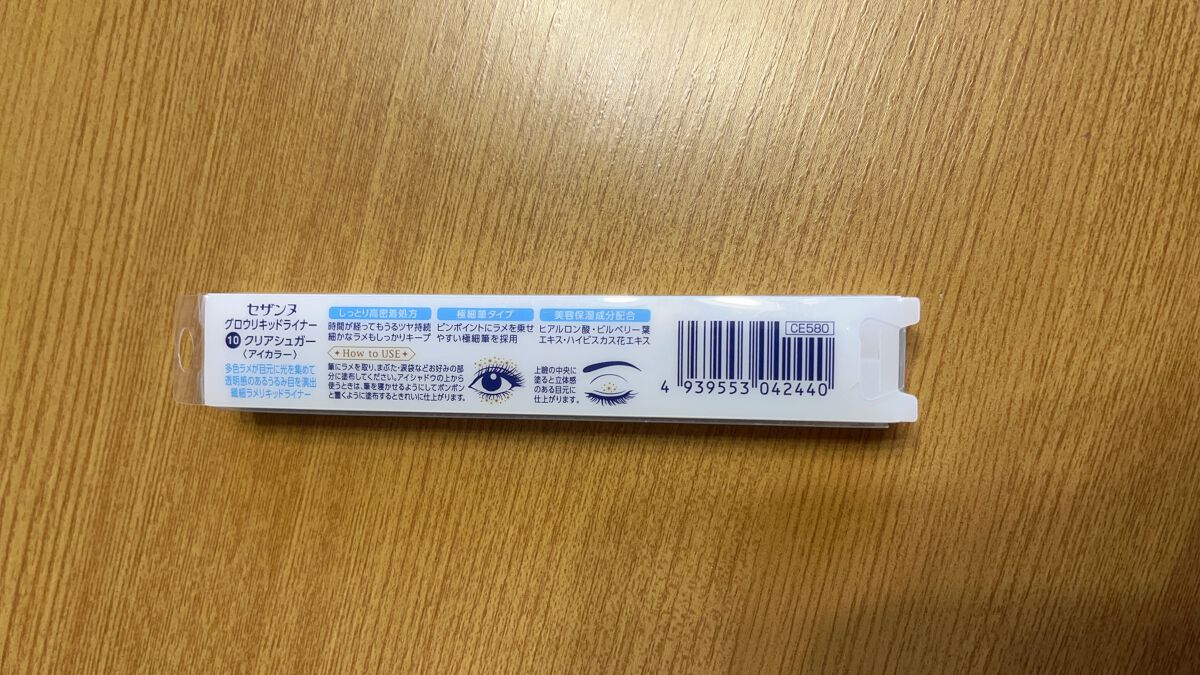 セザンヌ
グロウリキッドライナー
10 クリアシュガー
〈アイカラー〉
多色ラメが目元に光を集めて
透明感のあるうるみ目を演出
繊細ラメリキッドライナー
しっとり高密着処方
時間が経ってもうるツヤ持続
細かなラメもしっかりキープ
極細筆タイプ
ピンポイントにラメを乗せ
やすい極細筆を採用
美容保湿成分配合
ヒアルロン酸・ビルベリー葉
エキス・ハイビスカス花エキス
How to USE
筆にラメを取り、まぶた・涙袋などお好みの部
分に塗布してください。アイシャドウの上から
使うときは、筆を寝かせるようにしてポンポン
と置くように塗布するときれいに仕上がります。
上瞼の中央に
塗ると立体感
のある目元に
仕上がります。
CE580
4 939553 042440